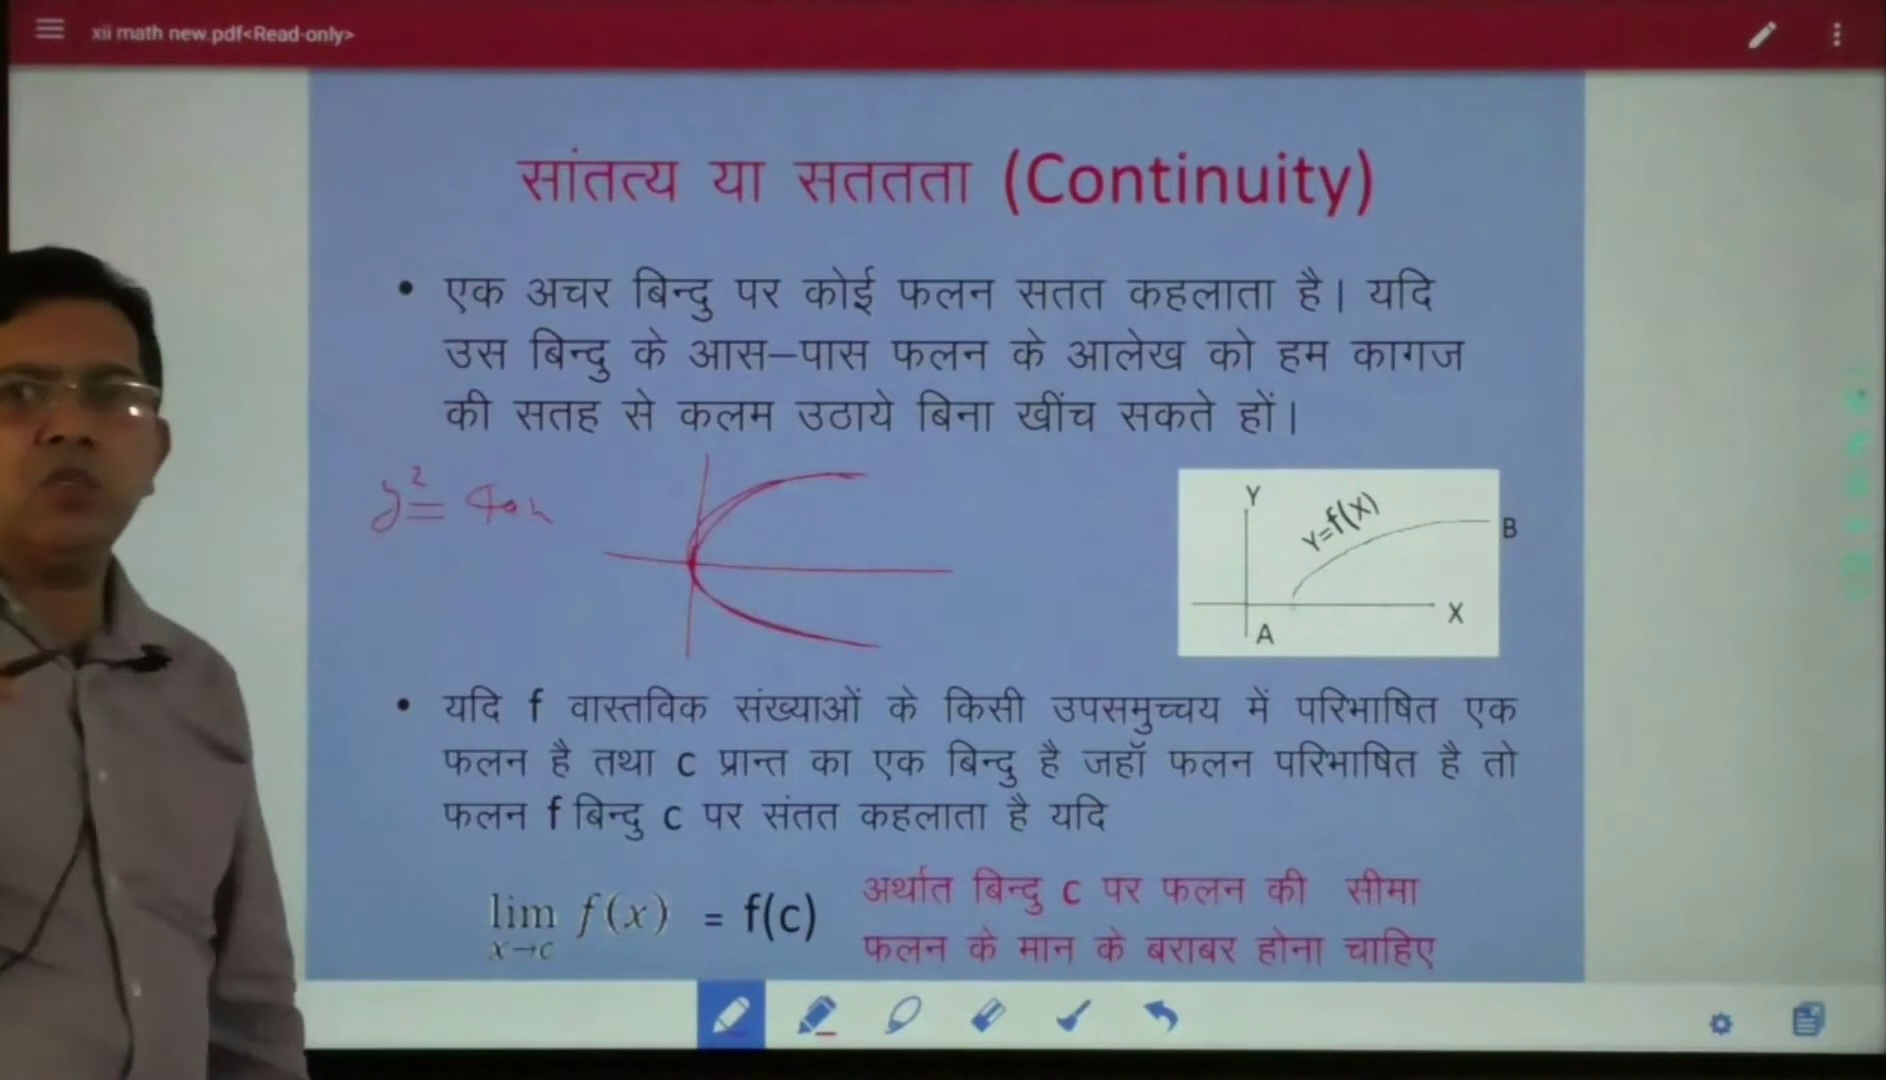 xii math new.pdf<Read-only>
सांतत्य या सततता (Continuity)
• एक अचर बिन्दु पर कोई फलन सतत कहलाता है। यदि
उस बिन्दु के आस–पास फलन के आलेख को हम कागज
की सतह से कलम उठाये बिना खींच सकते हों।
y² = 4ax
Y
Y=f(X)
B
X
A
• यदि f वास्तविक संख्याओं के किसी उपसमुच्चय में परिभाषित एक
फलन है तथा c प्रान्त का एक बिन्दु है जहॉ फलन परिभाषित है तो
फलन f बिन्दु c पर संतत कहलाता है यदि
lim f(x) = f(c)
x→c
अर्थात बिन्दु c पर फलन की सीमा
फलन के मान के बराबर होना चाहिए